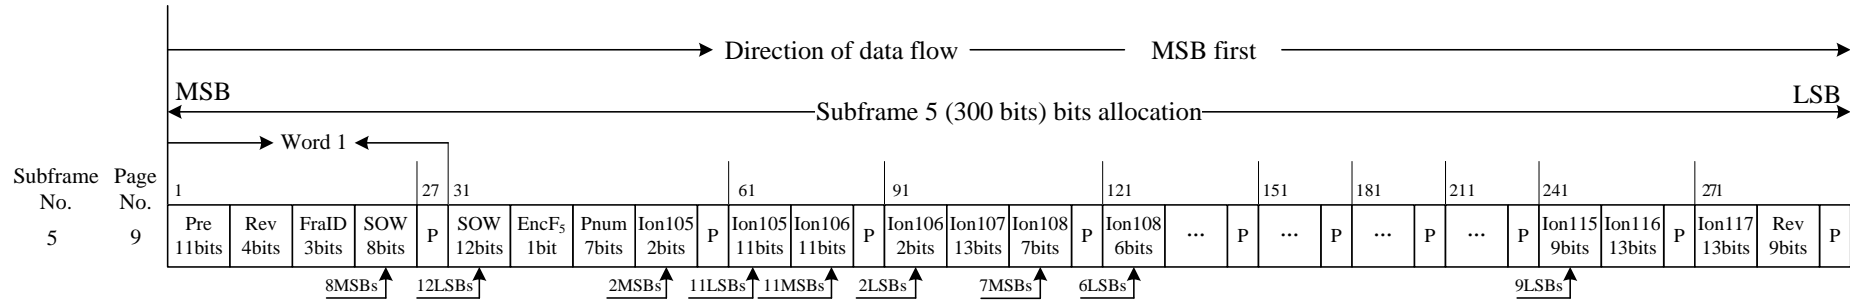 Direction of data flow MSB first
MSB LSB
Subframe 5 (300 bits) bits allocation
Word 1
Subframe No. Page No.
1 27 31 61 91 121 151 181 211 241 271
5 9
Pre 11bits
Rev 4bits
FraID 3bits
SOW 8bits
P
SOW 12bits
EncF₅ 1bit
Pnum 7bits
Ion105 2bits
P
Ion105 11bits
Ion106 11bits
P
Ion106 2bits
Ion107 13bits
Ion108 7bits
P
Ion108 6bits
...
P
...
P
...
P
...
P
Ion115 9bits
Ion116 13bits
P
Ion117 13bits
Rev 9bits
P
8MSBs 12LSBs 2MSBs 11LSBs 11MSBs 2LSBs 7MSBs 6LSBs 9LSBs